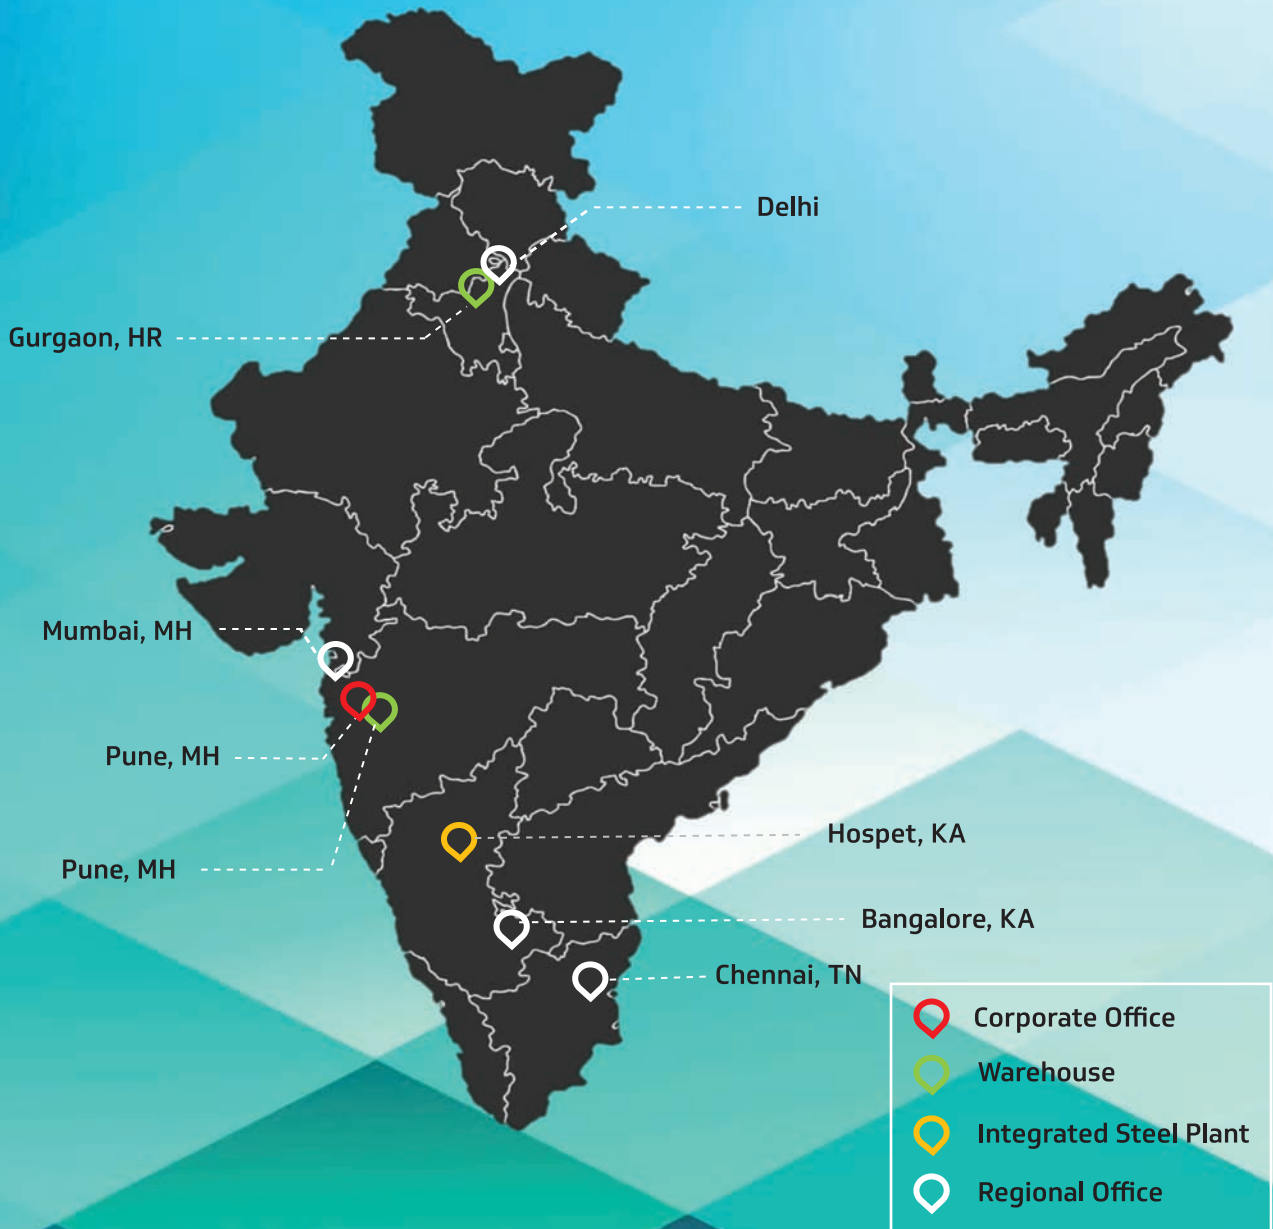 Delhi
Gurgaon, HR
Mumbai, MH
Pune, MH
Pune, MH
Hospet, KA
Bangalore, KA
Chennai, TN
Corporate Office
Warehouse
Integrated Steel Plant
Regional Office